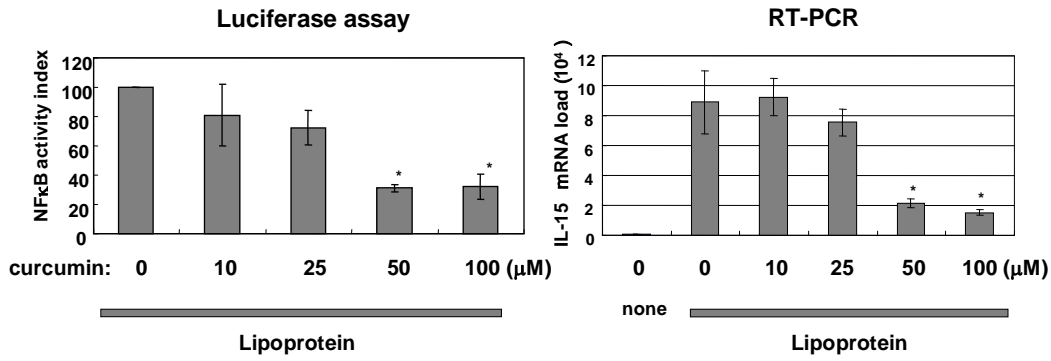 Luciferase assay
NFκB activity index
120
100
80
60
40
20
0
*
*
curcumin: 0 10 25 50 100 (μM)
Lipoprotein
RT-PCR
IL-15 mRNA load (10⁴ )
12
10
8
6
4
2
0
*
*
0 0 10 25 50 100 (μM)
none
Lipoprotein